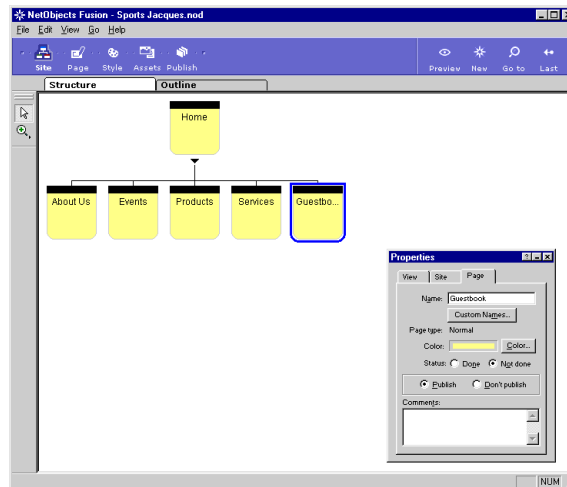 NetObjects Fusion - Sports Jacques.nod
File Edit View Go Help
Site Page Style Assets Publish Preview New Go to Last
Structure Outline
Home
About Us Events Products Services Guestbo...
Properties
View Site Page
Name: Guestbook
Custom Names...
Page type: Normal
Color: Color...
Status: Done Not done
Publish Don't publish
Comments:
NUM